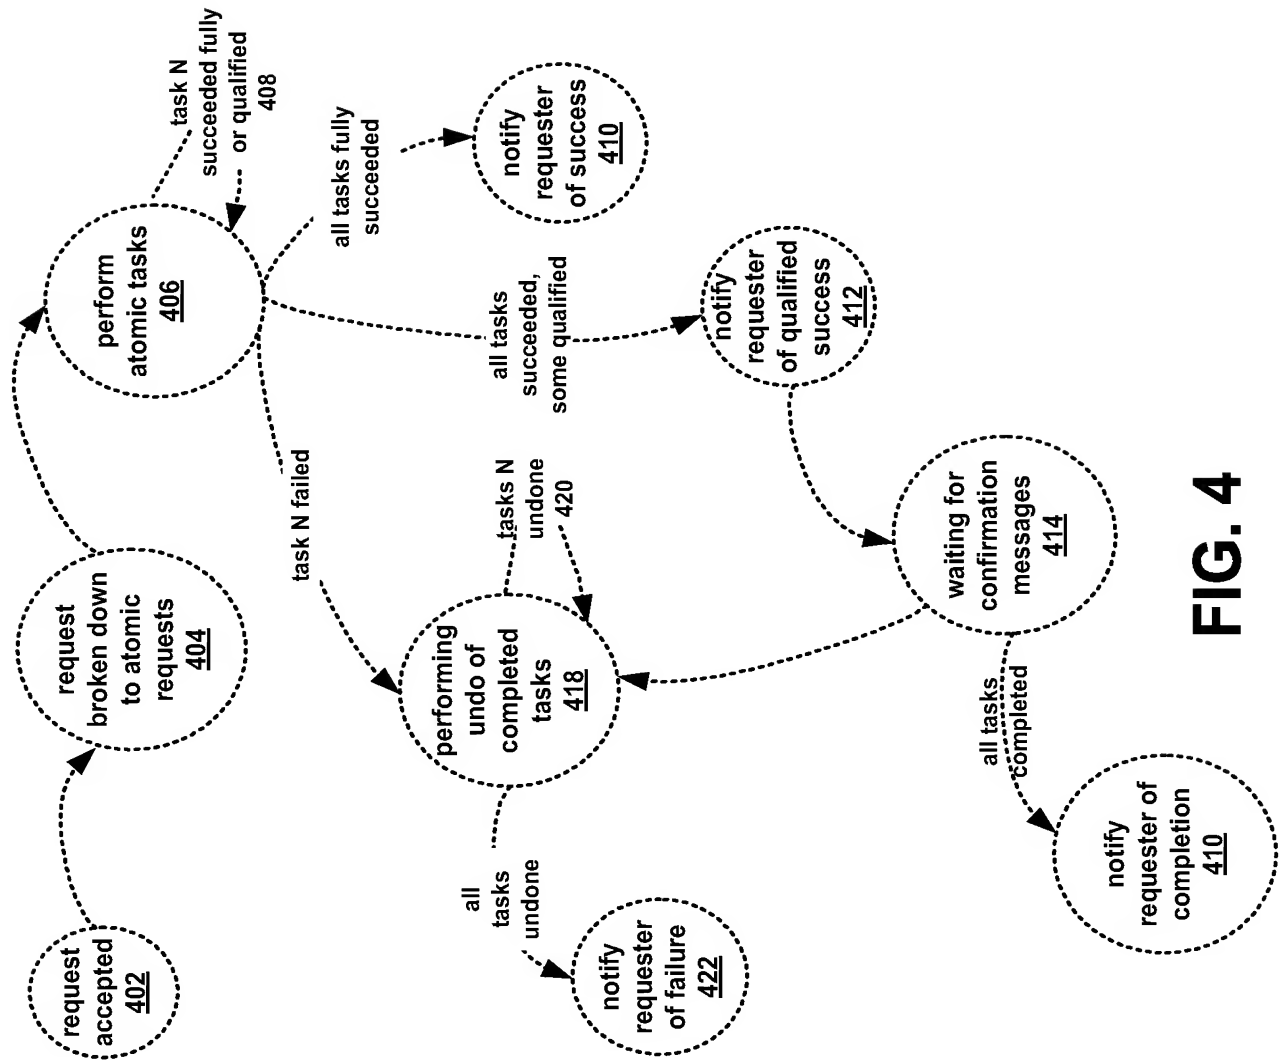 request
accepted
402
request
broken down
to atomic
requests
404
perform
atomic tasks
406
task N
succeeded fully
or qualified
408
task N failed
all tasks fully
succeeded
all tasks
succeeded,
some qualified
notify
requester
of success
410
performing
undo of
completed
tasks
418
tasks N
undone
420
notify
requester
of qualified
success
412
all
tasks
undone
notify
requester
of failure
422
waiting for
confirmation
messages
414
all tasks
completed
notify
requester of
completion
410
FIG. 4